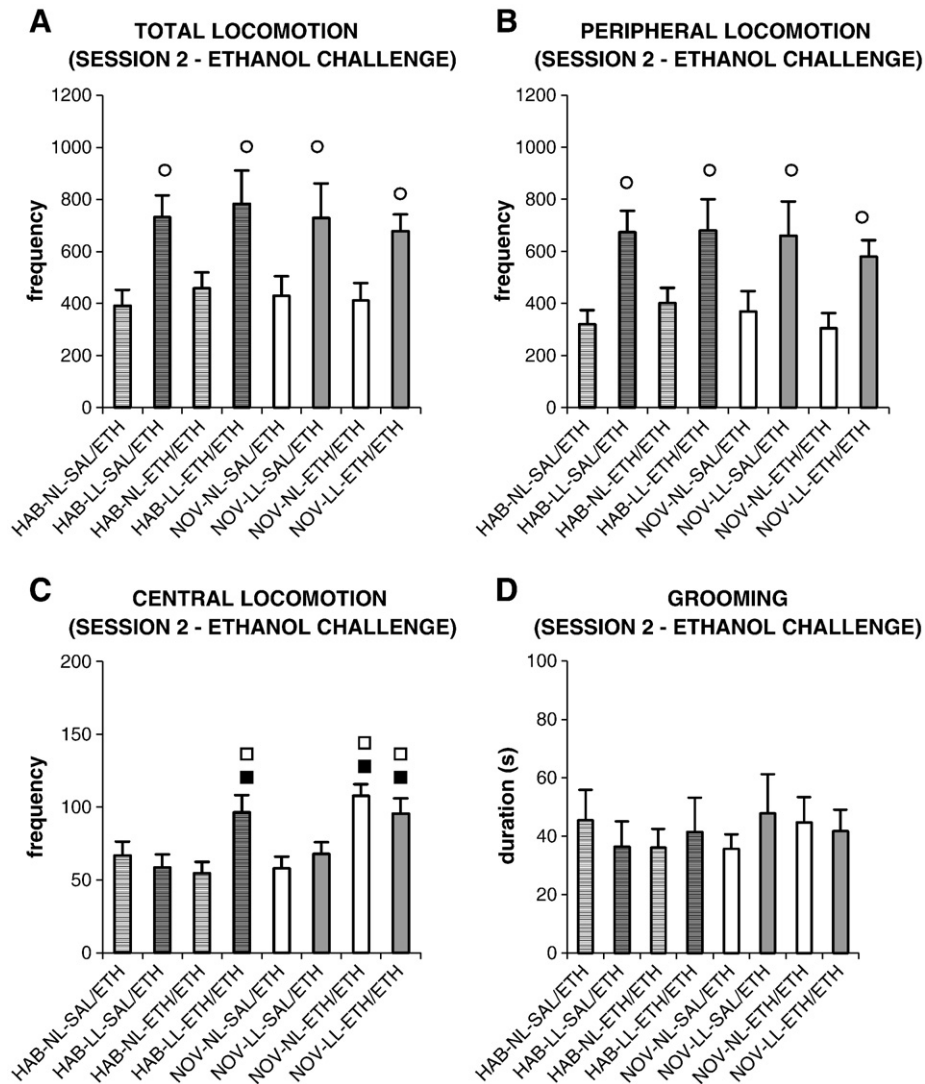 A
TOTAL LOCOMOTION
(SESSION 2 - ETHANOL CHALLENGE)
frequency
1200
1000
800
600
400
200
0
HAB-NL-SAL/ETH
HAB-LL-SAL/ETH
HAB-NL-ETH/ETH
HAB-LL-ETH/ETH
NOV-NL-SAL/ETH
NOV-LL-SAL/ETH
NOV-NL-ETH/ETH
NOV-LL-ETH/ETH
B
PERIPHERAL LOCOMOTION
(SESSION 2 - ETHANOL CHALLENGE)
frequency
1200
1000
800
600
400
200
0
HAB-NL-SAL/ETH
HAB-LL-SAL/ETH
HAB-NL-ETH/ETH
HAB-LL-ETH/ETH
NOV-NL-SAL/ETH
NOV-LL-SAL/ETH
NOV-NL-ETH/ETH
NOV-LL-ETH/ETH
C
CENTRAL LOCOMOTION
(SESSION 2 - ETHANOL CHALLENGE)
frequency
200
150
100
50
0
HAB-NL-SAL/ETH
HAB-LL-SAL/ETH
HAB-NL-ETH/ETH
HAB-LL-ETH/ETH
NOV-NL-SAL/ETH
NOV-LL-SAL/ETH
NOV-NL-ETH/ETH
NOV-LL-ETH/ETH
D
GROOMING
(SESSION 2 - ETHANOL CHALLENGE)
duration (s)
100
80
60
40
20
0
HAB-NL-SAL/ETH
HAB-LL-SAL/ETH
HAB-NL-ETH/ETH
HAB-LL-ETH/ETH
NOV-NL-SAL/ETH
NOV-LL-SAL/ETH
NOV-NL-ETH/ETH
NOV-LL-ETH/ETH